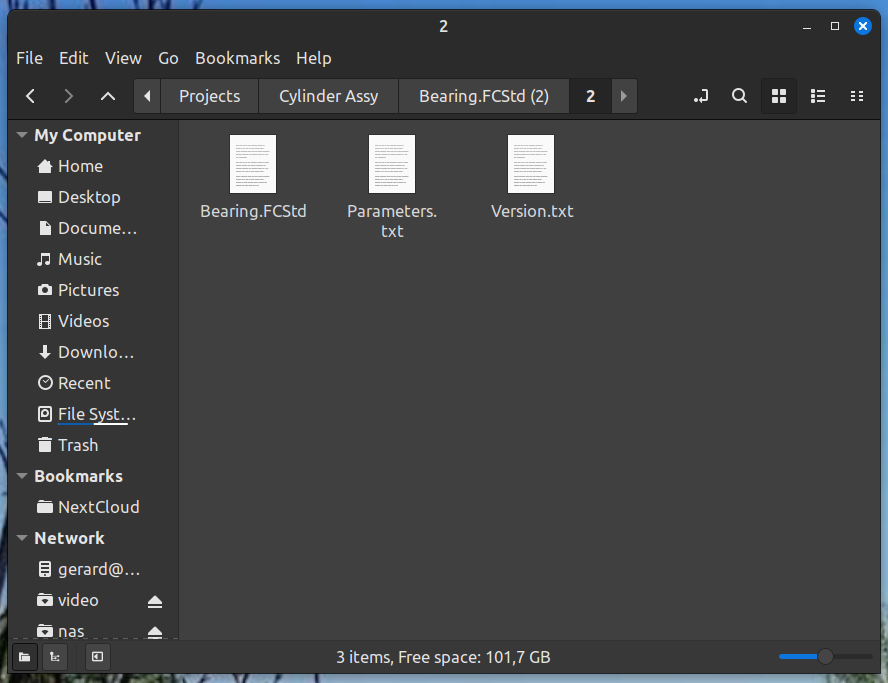 2
File Edit View Go Bookmarks Help
Projects Cylinder Assy Bearing.FCStd (2) 2
My Computer
Home
Desktop
Docume...
Music
Pictures
Videos
Downlo...
Recent
File Syst...
Trash
Bookmarks
NextCloud
Network
gerard@...
video
nas
Bearing.FCStd
Parameters.
txt
Version.txt
3 items, Free space: 101,7 GB